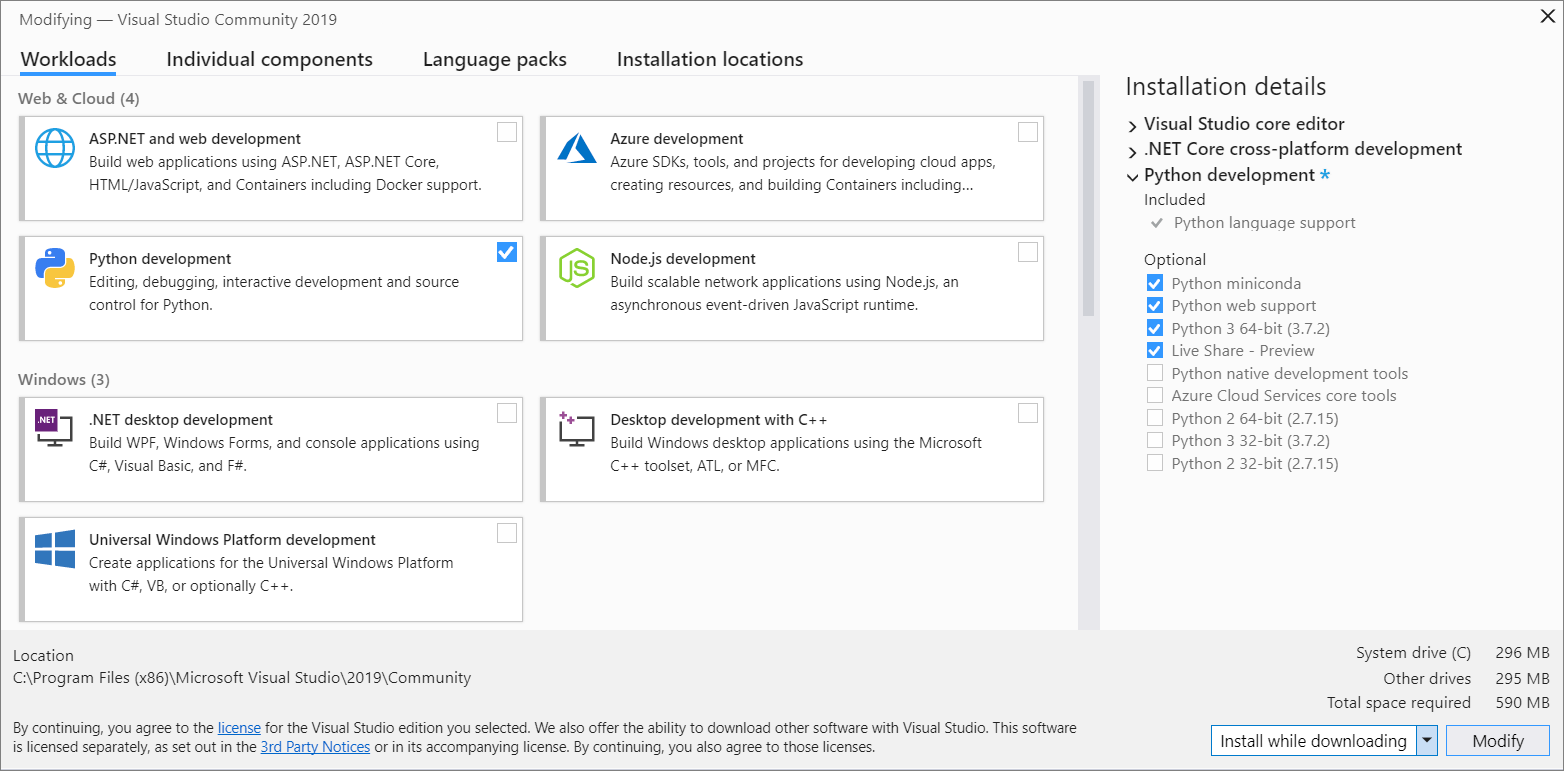 Modifying — Visual Studio Community 2019
Workloads
Individual components
Language packs
Installation locations
Web & Cloud (4)
ASP.NET and web development
Build web applications using ASP.NET, ASP.NET Core,
HTML/JavaScript, and Containers including Docker support.
Azure development
Azure SDKs, tools, and projects for developing cloud apps,
creating resources, and building Containers including...
Python development
Editing, debugging, interactive development and source
control for Python.
JS
Node.js development
Build scalable network applications using Node.js, an
asynchronous event-driven JavaScript runtime.
Windows (3)
.NET
.NET desktop development
Build WPF, Windows Forms, and console applications using
C#, Visual Basic, and F#.
Desktop development with C++
Build Windows desktop applications using the Microsoft
C++ toolset, ATL, or MFC.
Universal Windows Platform development
Create applications for the Universal Windows Platform
with C#, VB, or optionally C++.
Installation details
Visual Studio core editor
.NET Core cross-platform development
Python development *
Included
Python language support
Optional
Python miniconda
Python web support
Python 3 64-bit (3.7.2)
Live Share - Preview
Python native development tools
Azure Cloud Services core tools
Python 2 64-bit (2.7.15)
Python 3 32-bit (3.7.2)
Python 2 32-bit (2.7.15)
Location
C:\Program Files (x86)\Microsoft Visual Studio\2019\Community
System drive (C) 296 MB
Other drives 295 MB
Total space required 590 MB
By continuing, you agree to the license for the Visual Studio edition you selected. We also offer the ability to download other software with Visual Studio. This software
is licensed separately, as set out in the 3rd Party Notices or in its accompanying license. By continuing, you also agree to those licenses.
Install while downloading
Modify